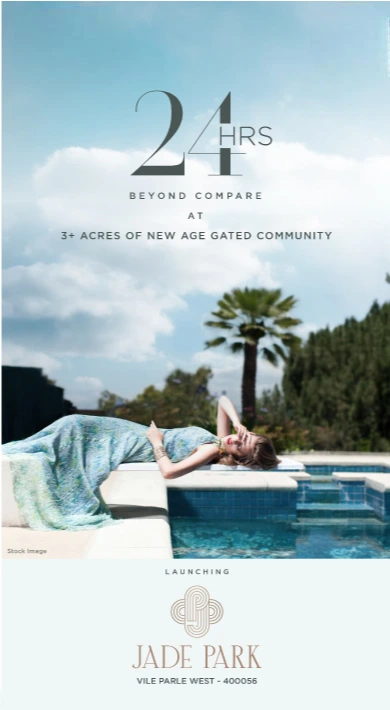 24 HRS
BEYOND COMPARE
AT
3+ ACRES OF NEW AGE GATED COMMUNITY
Stock Image
LAUNCHING
JADE PARK
VILE PARLE WEST - 400056